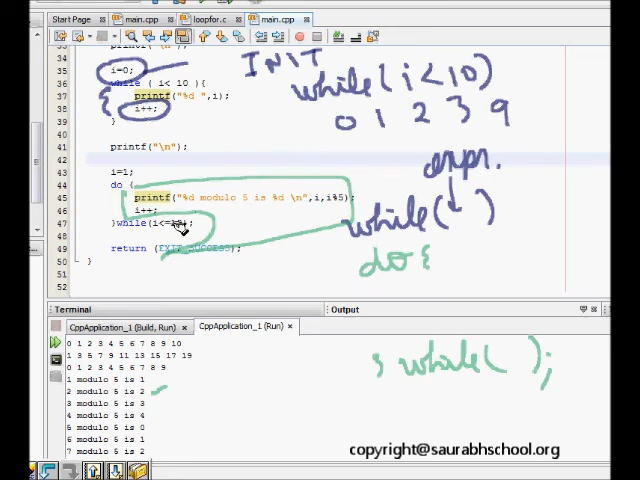 Start Page main.cpp loopfor.c main.cpp
33 printf("\n");
34
35 i=0;
36 while ( i< 10 ){
37 printf("%d ",i);
38 i++;
39 }
40
41 printf("\n");
42
43 i=1;
44 do {
45 printf("%d modulo 5 is %d \n",i,i%5);
46 i++;
47 }while(i<=
48
49 return (EXIT_SUCCESS);
50 }
51
52
INIT
while(i<10)
0 1 2 3 9
expr.
while( )
do {
} while( );
Terminal Output
CppApplication_1 (Build, Run) CppApplication_1 (Run)
0 1 2 3 4 5 6 7 8 9 10
1 3 5 7 9 11 13 15 17 19
0 1 2 3 4 5 6 7 8 9
1 modulo 5 is 1
2 modulo 5 is 2
3 modulo 5 is 3
4 modulo 5 is 4
5 modulo 5 is 0
6 modulo 5 is 1
7 modulo 5 is 2
copyright@saurabhschool.org